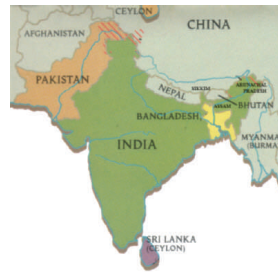 CEYLON
CHINA
AFGHANISTAN
PAKISTAN
NEPAL
SIKKIM
ARUNACHAL
PRADESH
ASSAM
BHUTAN
BANGLADESH,
INDIA
MYANMA
(BURMA
SRI LANKA
(CEYLON)